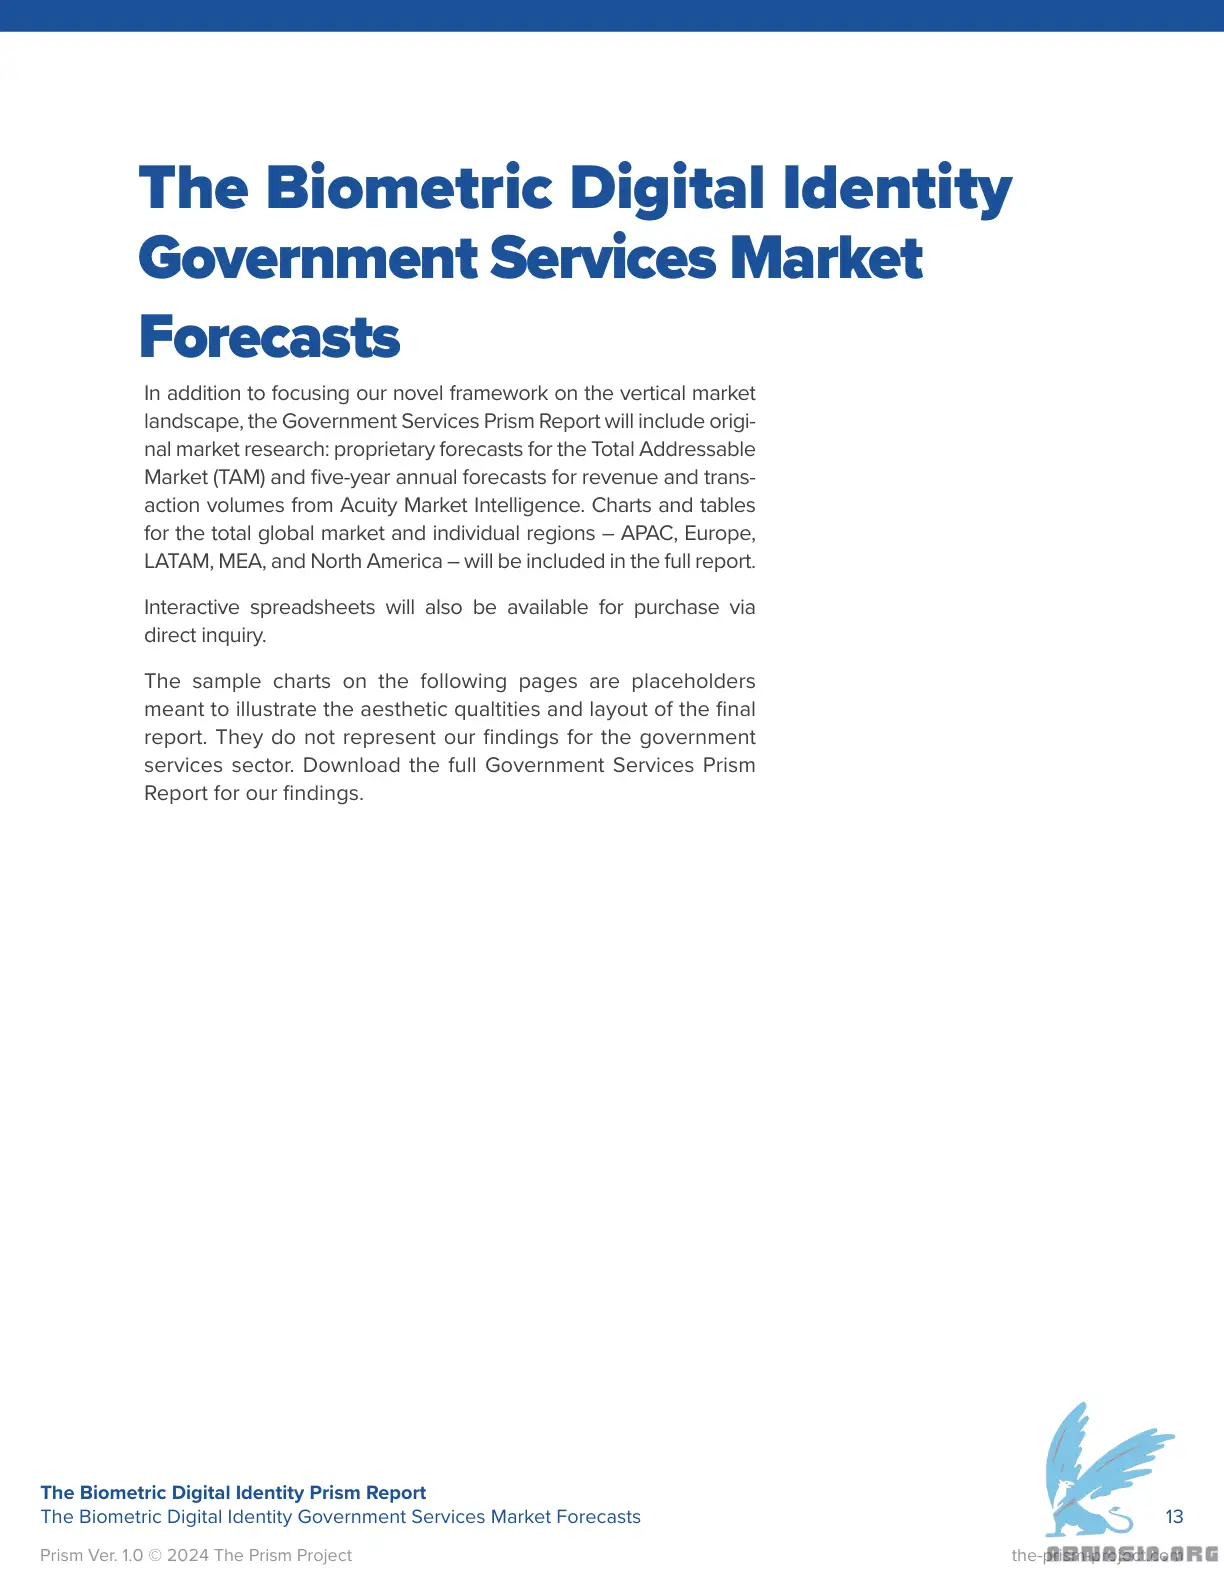 The Biometric Digital Identity
Government Services Market
Forecasts
In addition to focusing our novel framework on the vertical market
landscape, the Government Services Prism Report will include origi-
nal market research: proprietary forecasts for the Total Addressable
Market (TAM) and five-year annual forecasts for revenue and trans-
action volumes from Acuity Market Intelligence. Charts and tables
for the total global market and individual regions – APAC, Europe,
LATAM, MEA, and North America – will be included in the full report.
Interactive spreadsheets will also be available for purchase via
direct inquiry.
The sample charts on the following pages are placeholders
meant to illustrate the aesthetic qualtities and layout of the final
report. They do not represent our findings for the government
services sector. Download the full Government Services Prism
Report for our findings.
The Biometric Digital Identity Prism Report
The Biometric Digital Identity Government Services Market Forecasts
13
Prism Ver. 1.0 © 2024 The Prism Project
the-prism-project.com